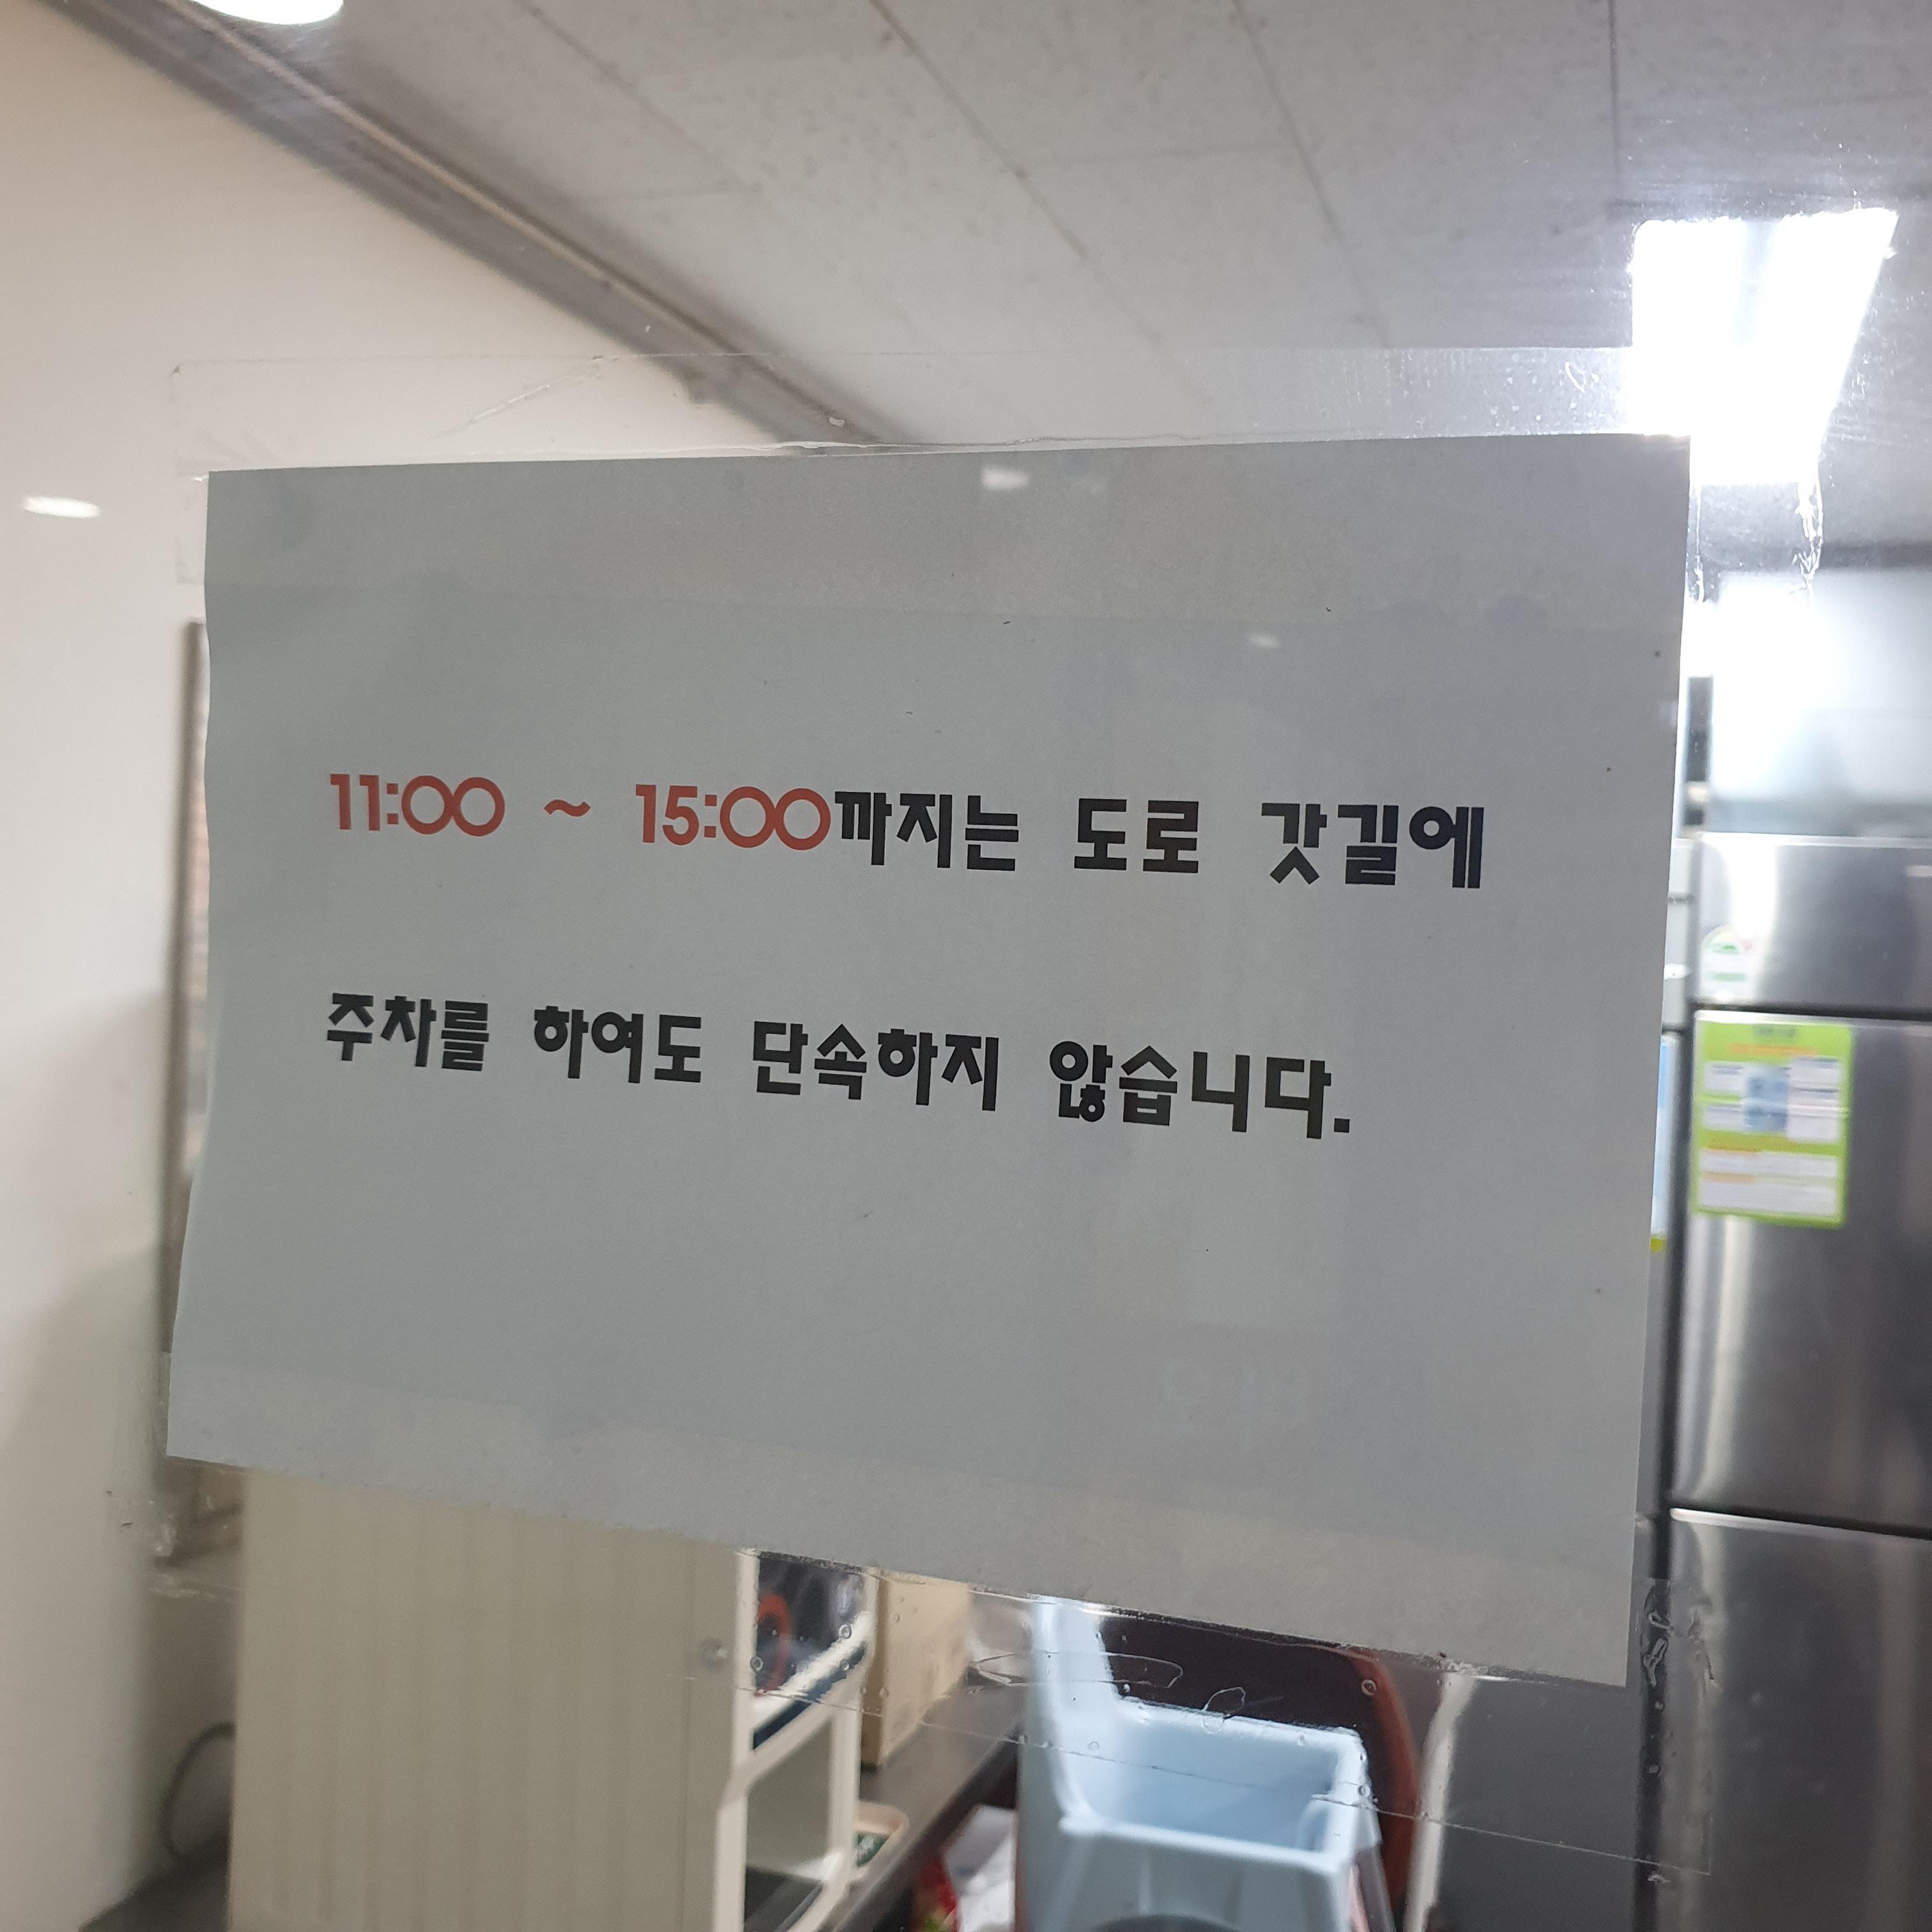 11:00 ~ 15:00까지는 도로 갓길에
주차를 하여도 단속하지 않습니다.